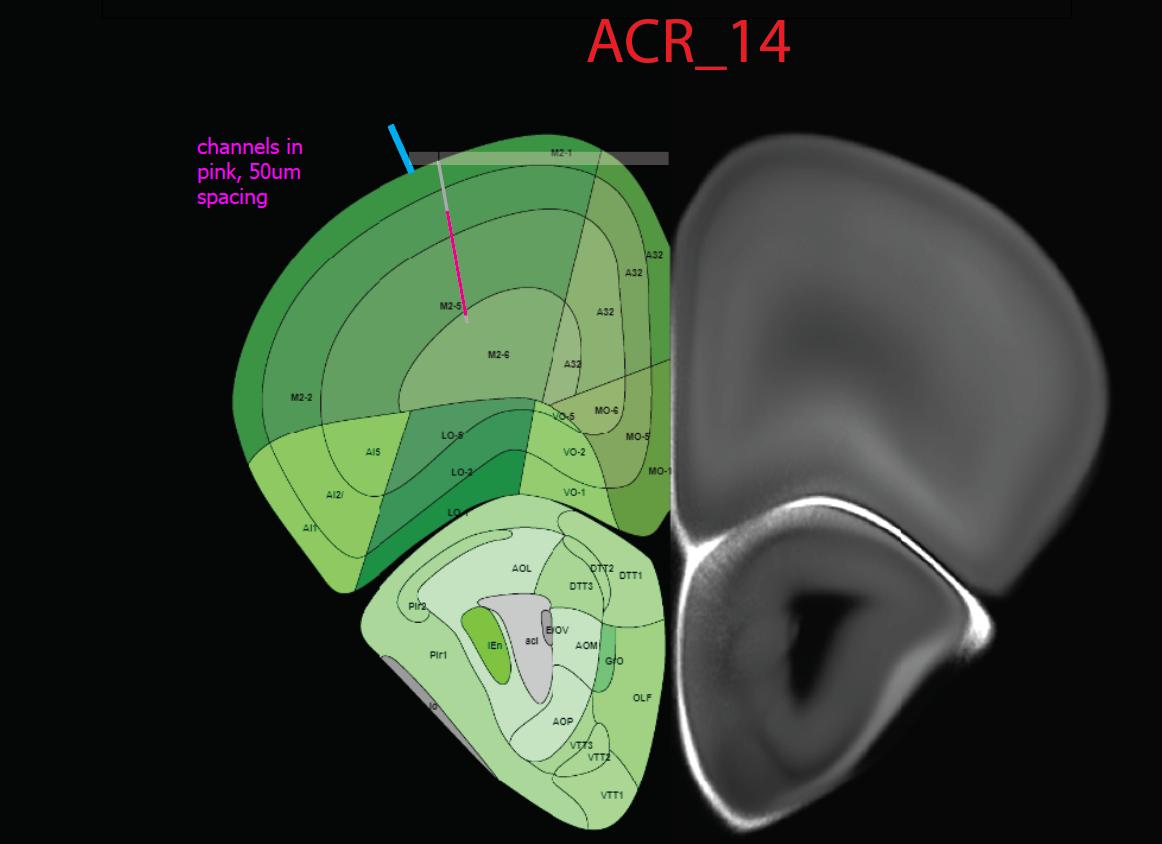 ACR_14
channels in
pink, 50um
spacing
M2-1
A32
A32
M2-5
A32
M2-6
A32
M2-2
VO-5
MO-6
LO-5
MO-5
AI5
VO-2
LO-2
MO-1
AI2/
VO-1
LO-1
AI1
AOL
DTT2
DTT1
DTT3
Pir2
E/OV
acl
IEn
AOM
Pir1
GrO
OLF
lo
AOP
VTT3
VTT2
VTT1